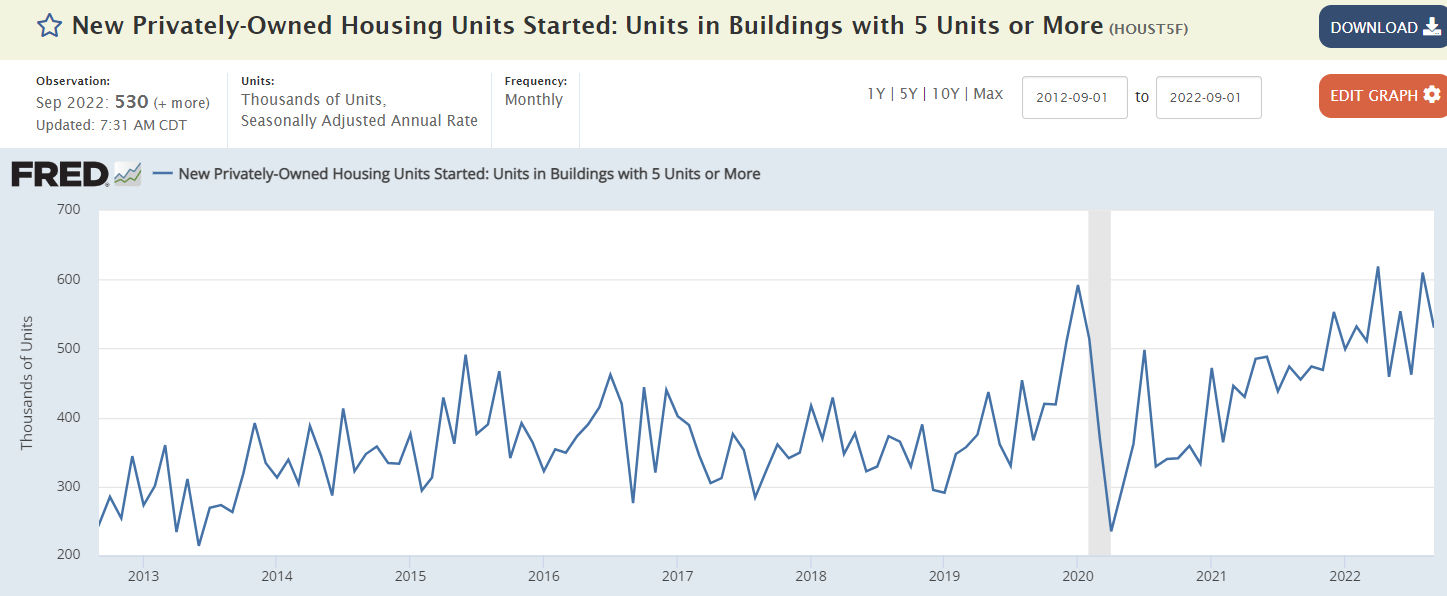 New Privately-Owned Housing Units Started: Units in Buildings with 5 Units or More (HOUST5F)
DOWNLOAD
Observation:
Sep 2022: 530 (+ more)
Updated: 7:31 AM CDT
Units:
Thousands of Units,
Seasonally Adjusted Annual Rate
Frequency:
Monthly
1Y | 5Y | 10Y | Max
2012-09-01 to 2022-09-01
EDIT GRAPH
FRED
New Privately-Owned Housing Units Started: Units in Buildings with 5 Units or More
Thousands of Units
700
600
500
400
300
200
2013 2014 2015 2016 2017 2018 2019 2020 2021 2022